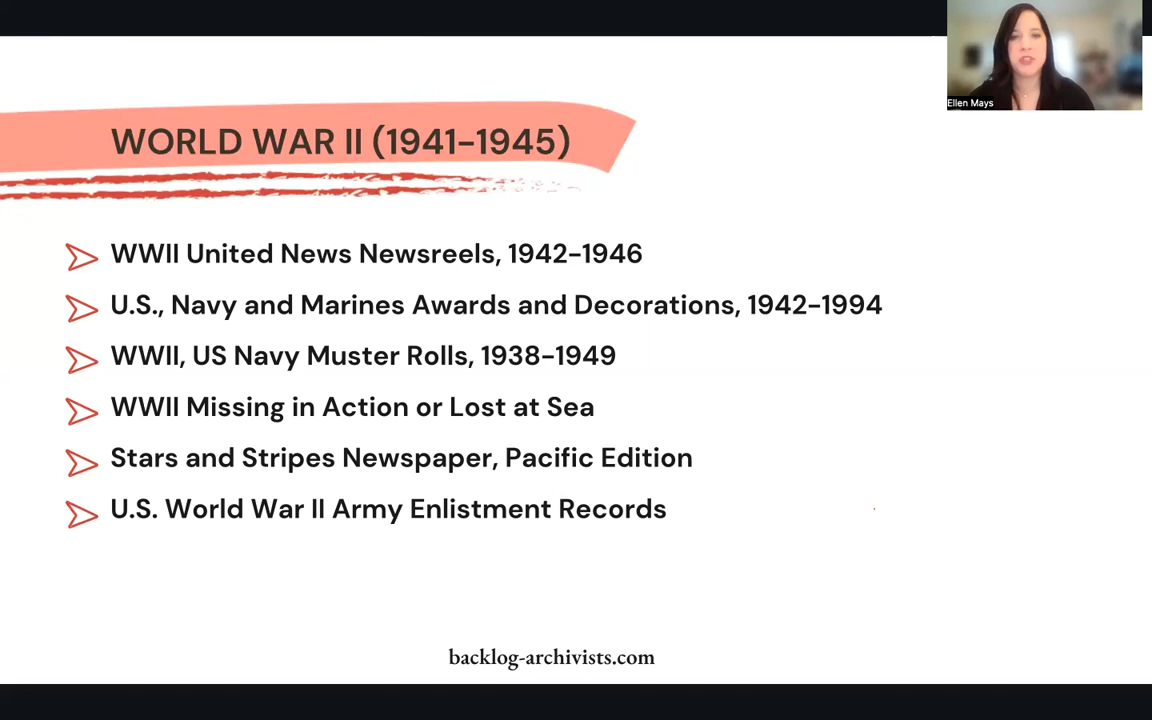 Ellen Mays
WORLD WAR II (1941-1945)
WWII United News Newsreels, 1942-1946
U.S., Navy and Marines Awards and Decorations, 1942-1994
WWII, US Navy Muster Rolls, 1938-1949
WWII Missing in Action or Lost at Sea
Stars and Stripes Newspaper, Pacific Edition
U.S. World War II Army Enlistment Records
backlog-archivists.com